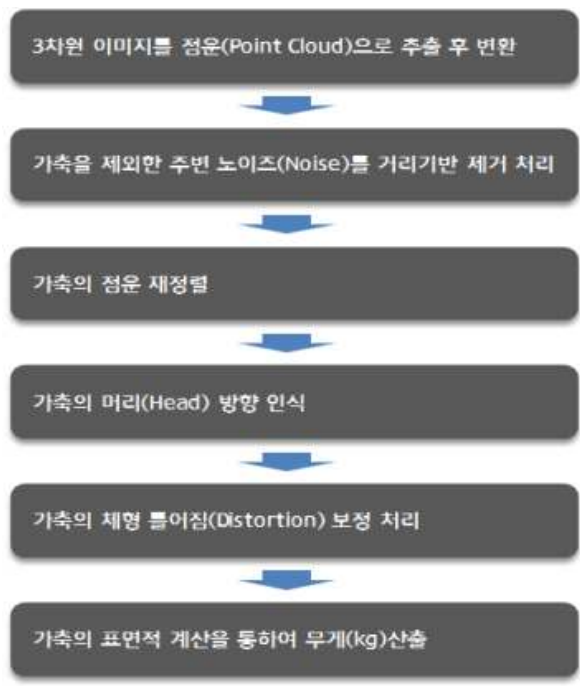 3차원 이미지를 점운(Point Cloud)으로 추출 후 변환
가축을 제외한 주변 노이즈(Noise)를 거리기반 제거 처리
가축의 점운 재정렬
가축의 머리(Head) 방향 인식
가축의 체형 틀어짐(Distortion) 보정 처리
가축의 표면적 계산을 통하여 무게(kg)산출